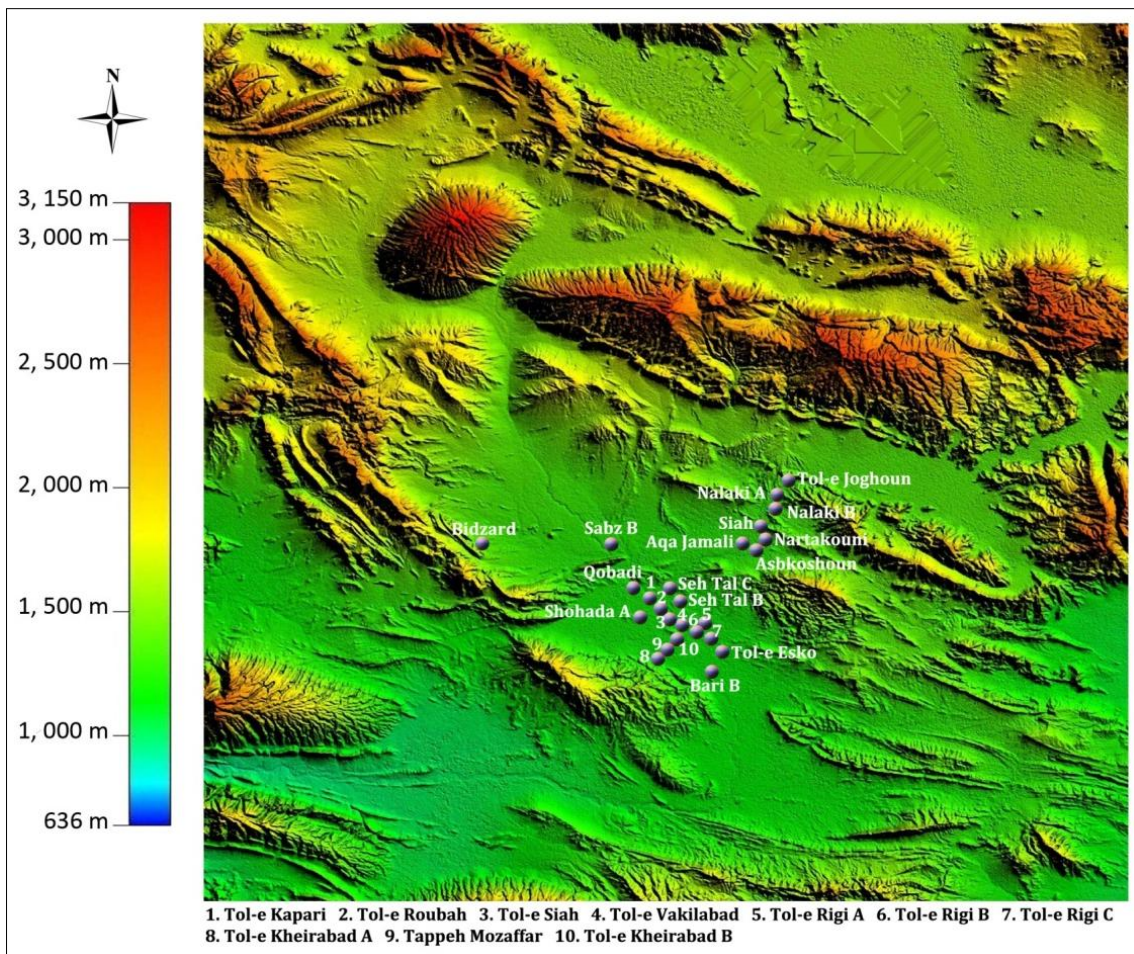 N
3, 150 m
3, 000 m
2, 500 m
2, 000 m
1, 500 m
1, 000 m
636 m
Tol-e Joghoun
Nalaki A
Nalaki B
Siah
Nartakoum
Aqa Jamali
Asbkoshoun
Bidzard
Sabz B
Qobadi
1
Seh Tal C
2
Seh Tal B
Shohada A
3
4
5
6
7
9
10
8
Tol-e Esko
Bari B
1. Tol-e Kapari 2. Tol-e Roubah 3. Tol-e Siah 4. Tol-e Vakilabad 5. Tol-e Rigi A 6. Tol-e Rigi B 7. Tol-e Rigi C
8. Tol-e Kheirabad A 9. Tappeh Mozaffar 10. Tol-e Kheirabad B